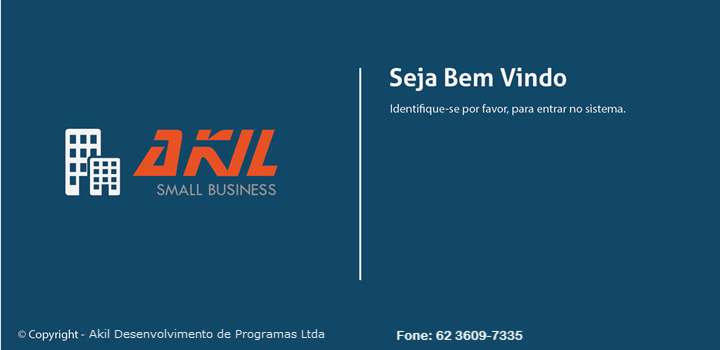 Seja Bem Vindo
Identifique-se por favor, para entrar no sistema.
AKIL
SMALL BUSINESS
© Copyright - Akil Desenvolvimento de Programas Ltda
Fone: 62 3609-7335